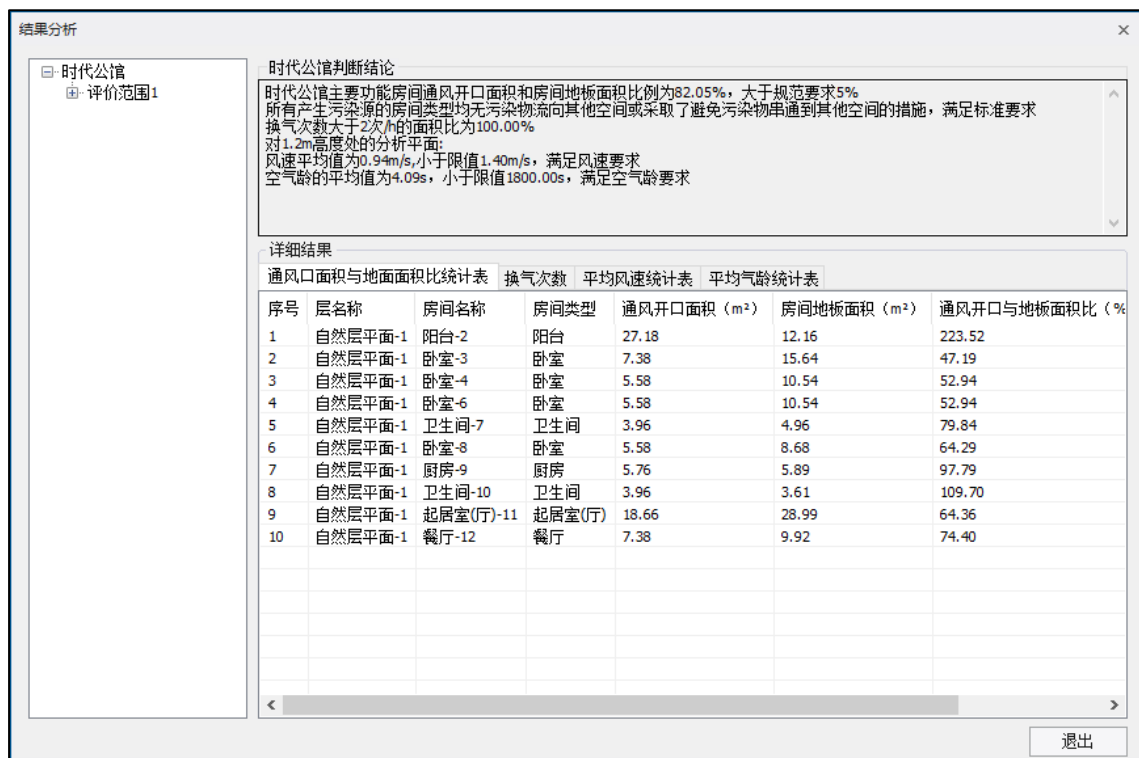 结果分析
时代公馆
评价范围1
时代公馆判断结论
时代公馆主要功能房间通风开口面积和房间地板面积比例为82.05%，大于规范要求5%
所有产生污染源的房间类型均无污染物流向其他空间或采取了避免污染物串通到其他空间的措施，满足标准要求
换气次数大于2次/h的面积比为100.00%
对1.2m高度处的分析平面:
风速平均值为0.94m/s,小于限值1.40m/s，满足风速要求
空气龄的平均值为4.09s，小于限值1800.00s，满足空气龄要求
详细结果
通风口面积与地面面积比统计表 换气次数 平均风速统计表 平均气龄统计表
序号 层名称 房间名称 房间类型 通风开口面积（m²） 房间地板面积（m²） 通风开口与地板面积比（%
1 自然层平面-1 阳台-2 阳台 27.18 12.16 223.52
2 自然层平面-1 卧室-3 卧室 7.38 15.64 47.19
3 自然层平面-1 卧室-4 卧室 5.58 10.54 52.94
4 自然层平面-1 卧室-6 卧室 5.58 10.54 52.94
5 自然层平面-1 卫生间-7 卫生间 3.96 4.96 79.84
6 自然层平面-1 卧室-8 卧室 5.58 8.68 64.29
7 自然层平面-1 厨房-9 厨房 5.76 5.89 97.79
8 自然层平面-1 卫生间-10 卫生间 3.96 3.61 109.70
9 自然层平面-1 起居室(厅)-11 起居室(厅) 18.66 28.99 64.36
10 自然层平面-1 餐厅-12 餐厅 7.38 9.92 74.40
退出